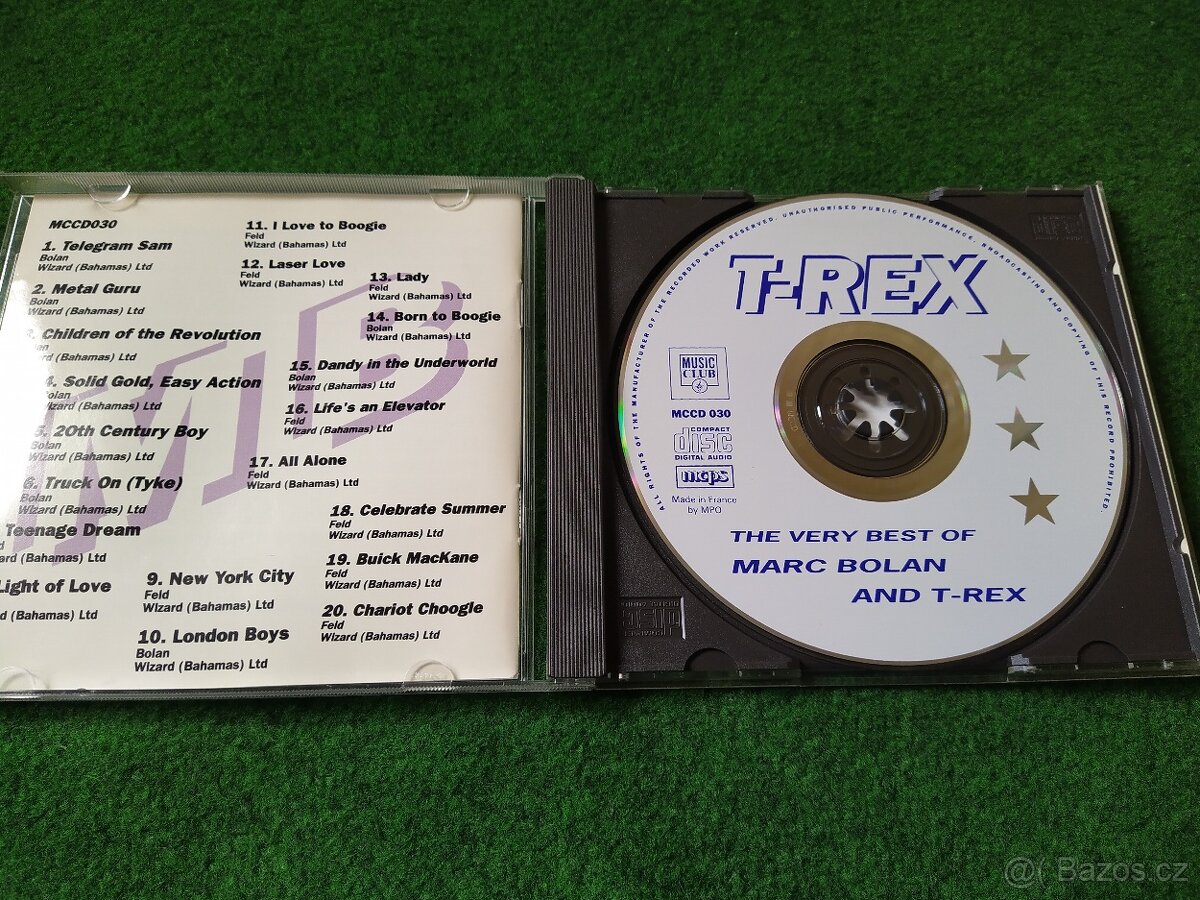 MCCD030
1. Telegram Sam
Bolan
Wizard (Bahamas) Ltd
2. Metal Guru
Bolan
Wizard (Bahamas) Ltd
Children of the Revolution
(Bahamas) Ltd
4. Solid Gold, Easy Action
Bolan
Wizard (Bahamas) Ltd
5. 20th Century Boy
Bolan
Wizard (Bahamas) Ltd
6. Truck On (Tyke)
Bolan
Wizard (Bahamas) Ltd
Teenage Dream
(Bahamas) Ltd
Light of Love
(Bahamas) Ltd
9. New York City
Feld
Wizard (Bahamas) Ltd
10. London Boys
Bolan
Wizard (Bahamas) Ltd
11. I Love to Boogie
Feld
Wizard (Bahamas) Ltd
12. Laser Love
Feld
Wizard (Bahamas) Ltd
13. Lady
Feld
Wizard (Bahamas) Ltd
14. Born to Boogie
Bolan
Wizard (Bahamas) Ltd
15. Dandy in the Underworld
Bolan
Wizard (Bahamas) Ltd
16. Life's an Elevator
Feld
Wizard (Bahamas) Ltd
17. All Alone
Feld
Wizard (Bahamas) Ltd
18. Celebrate Summer
Feld
Wizard (Bahamas) Ltd
19. Buick MacKane
Feld
Wizard (Bahamas) Ltd
20. Chariot Choogle
Feld
Wizard (Bahamas) Ltd
MB
ALL RIGHTS OF THE MANUFACTURER OF THE RECORDED WORK RESERVED. UNAUTHORISED PUBLIC PERFORMANCE, BROADCASTING AND COPYING OF THIS RECORD PROHIBITED.
T-REX
MUSIC
CLUB
MCCD 030
COMPACT
disc
DIGITAL AUDIO
mcps
Made in France
by MPO
THE VERY BEST OF
MARC BOLAN
AND T-REX
@( Bazos.cz